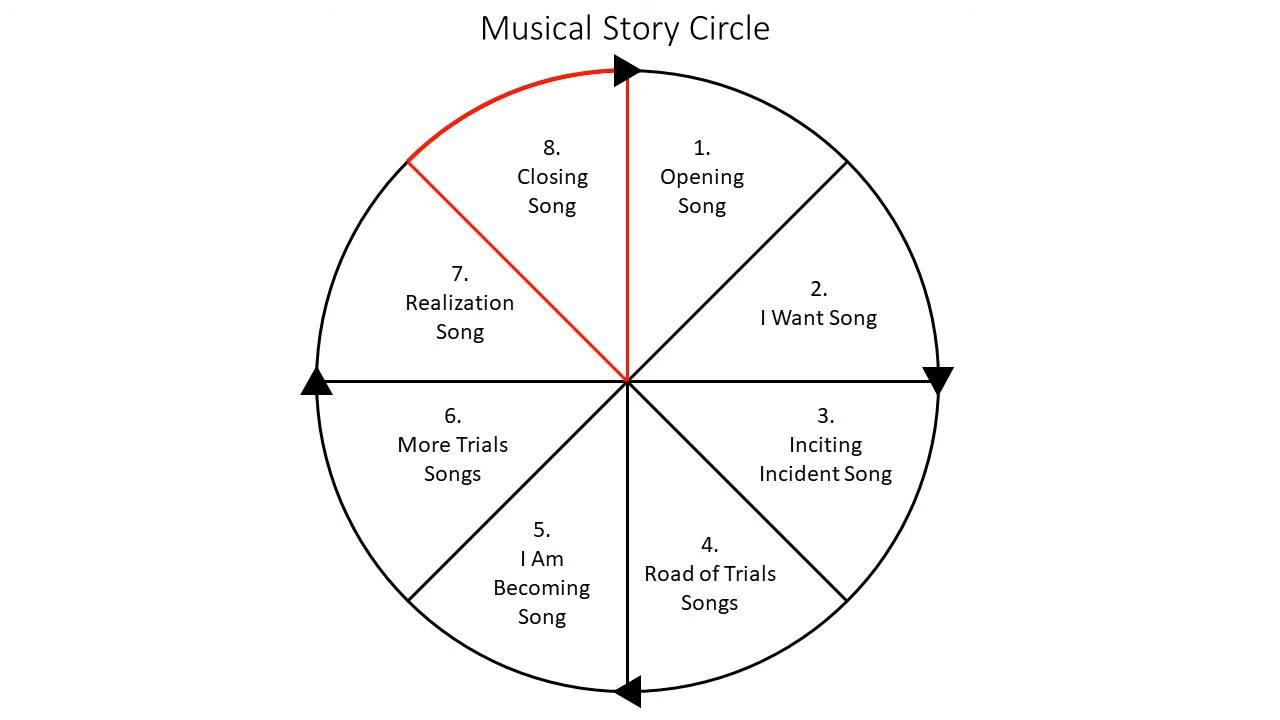 Musical Story Circle
1.
Opening
Song
2.
I Want Song
3.
Inciting
Incident Song
4.
Road of Trials
Songs
5.
I Am
Becoming
Song
6.
More Trials
Songs
7.
Realization
Song
8.
Closing
Song